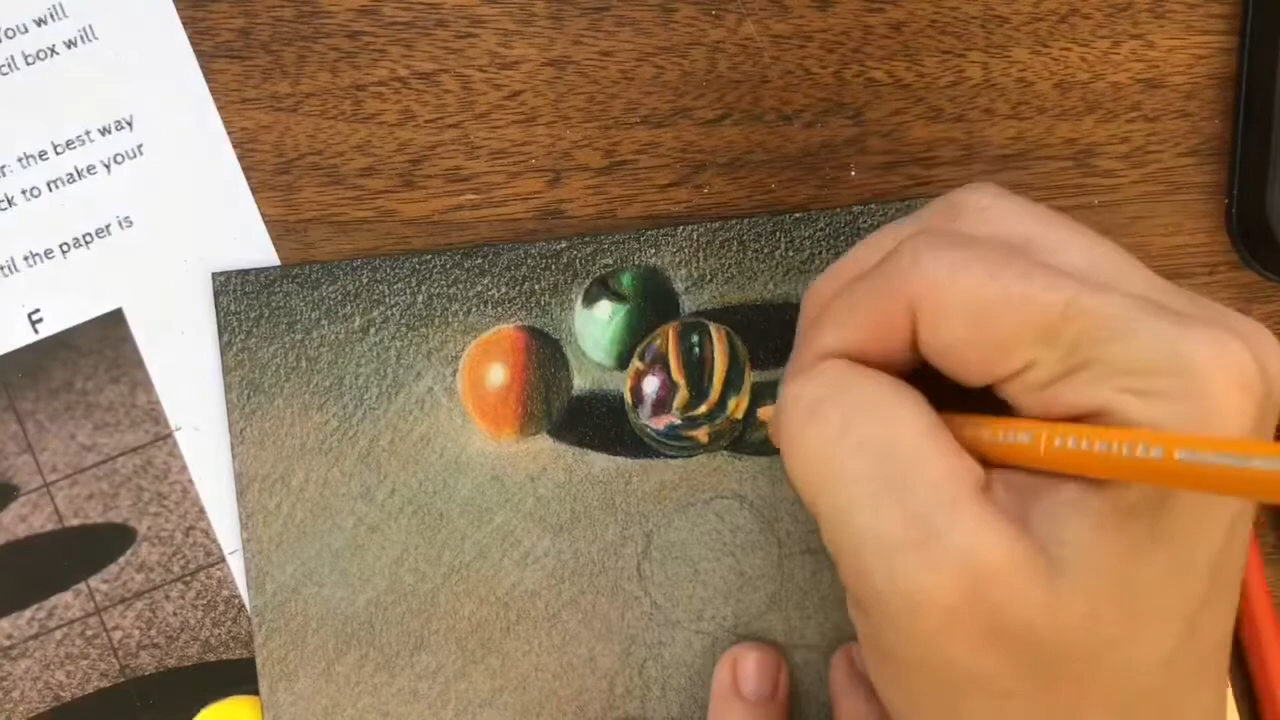 You will
cil box will
r: the best way
ck to make your
til the paper is
F